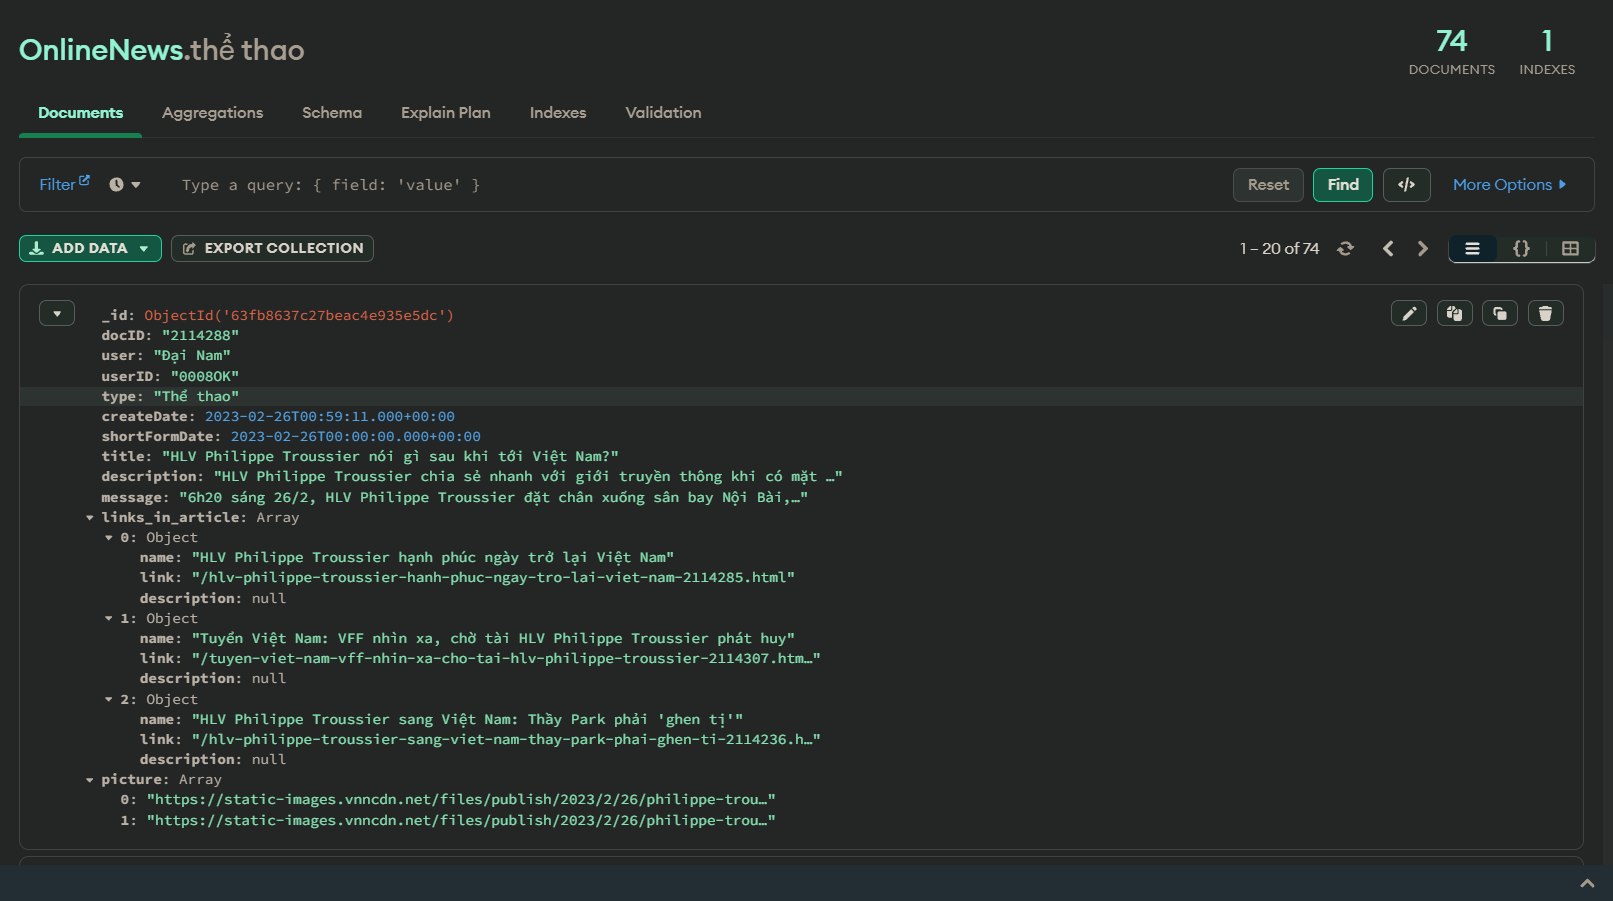 OnlineNews.thể thao
74
DOCUMENTS
1
INDEXES
Documents
Aggregations
Schema
Explain Plan
Indexes
Validation
Filter
Type a query: { field: 'value' }
Reset
Find
</>
More Options
ADD DATA
EXPORT COLLECTION
1 – 20 of 74
{}
_id: ObjectId('63fb8637c27beac4e935e5dc')
docID: "2114288"
user: "Đại Nam"
userID: "00080K"
type: "Thể thao"
createDate: 2023-02-26T00:59:11.000+00:00
shortFormDate: 2023-02-26T00:00:00.000+00:00
title: "HLV Philippe Troussier nói gì sau khi tới Việt Nam?"
description: "HLV Philippe Troussier chia sẻ nhanh với giới truyền thông khi có mặt …"
message: "6h20 sáng 26/2, HLV Philippe Troussier đặt chân xuống sân bay Nội Bài,…"
links_in_article: Array
0: Object
name: "HLV Philippe Troussier hạnh phúc ngày trở lại Việt Nam"
link: "/hlv-philippe-troussier-hanh-phuc-ngay-tro-lai-viet-nam-2114285.html"
description: null
1: Object
name: "Tuyển Việt Nam: VFF nhìn xa, chờ tài HLV Philippe Troussier phát huy"
link: "/tuyen-viet-nam-vff-nhin-xa-cho-tai-hlv-philippe-troussier-2114307.htm…"
description: null
2: Object
name: "HLV Philippe Troussier sang Việt Nam: Thầy Park phải 'ghen tị'"
link: "/hlv-philippe-troussier-sang-viet-nam-thay-park-phai-ghen-ti-2114236.h…"
description: null
picture: Array
0: "https://static-images.vnncdn.net/files/publish/2023/2/26/philippe-trou…"
1: "https://static-images.vnncdn.net/files/publish/2023/2/26/philippe-trou…"